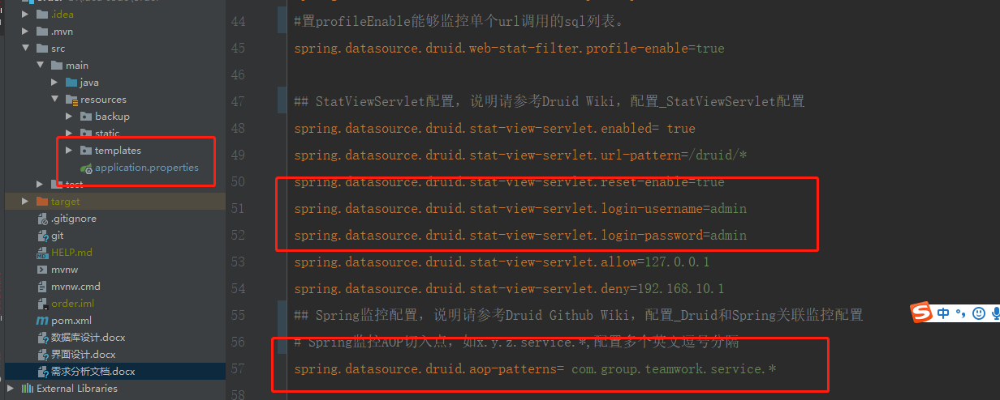 .idea
.mvn
src
main
java
resources
backup
static
templates
application.properties
test
target
.gitignore
git
HELP.md
mvnw
mvnw.cmd
order.iml
pom.xml
数据库设计.docx
界面设计.docx
需求分析文档.docx
External Libraries
44 #置profileEnable能够监控单个url调用的sql列表。
45 spring.datasource.druid.web-stat-filter.profile-enable=true
46
47 ## StatViewServlet配置，说明请参考Druid Wiki，配置_StatViewServlet配置
48 spring.datasource.druid.stat-view-servlet.enabled= true
49 spring.datasource.druid.stat-view-servlet.url-pattern=/druid/*
50 spring.datasource.druid.stat-view-servlet.reset-enable=true
51 spring.datasource.druid.stat-view-servlet.login-username=admin
52 spring.datasource.druid.stat-view-servlet.login-password=admin
53 spring.datasource.druid.stat-view-servlet.allow=127.0.0.1
54 spring.datasource.druid.stat-view-servlet.deny=192.168.10.1
55 ## Spring监控配置，说明请参考Druid Github Wiki，配置_Druid和Spring关联监控配置
56 # Spring监控AOP切入点，如x.y.z.service.*,配置多个英文逗号分隔
57 spring.datasource.druid.aop-patterns= com.group.teamwork.service.*
58
S 中